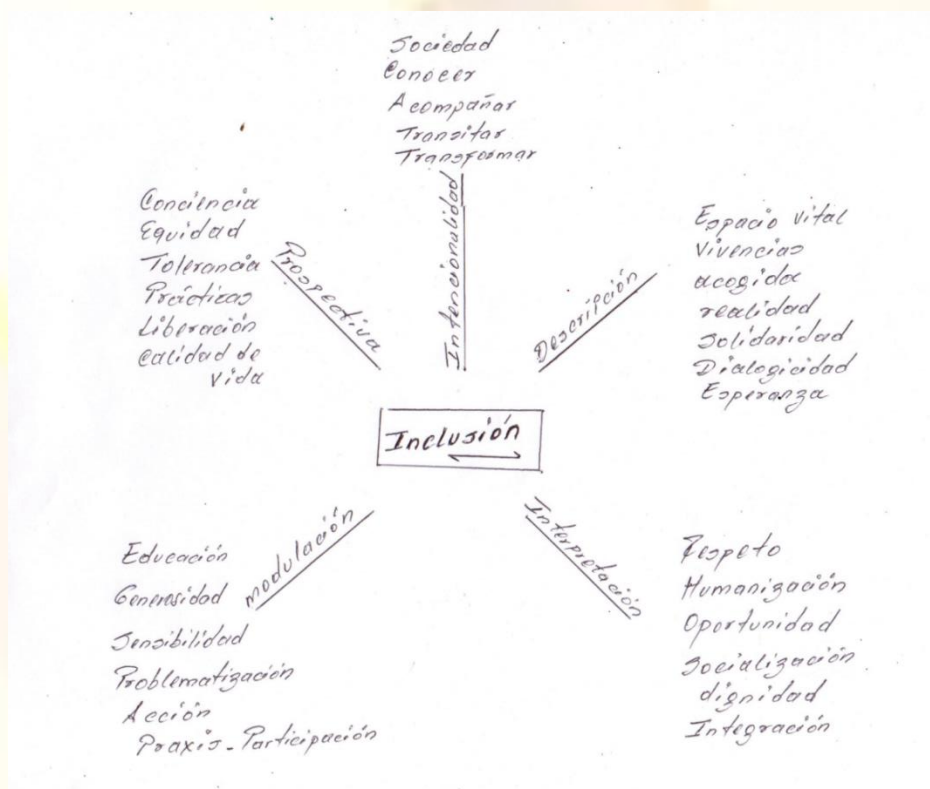 Sociedad
Conocer
Acompañar
Transitar
Transformar
Intencionalidad
Conciencia
Equidad
Tolerancia
Prácticas
Liberación
Calidad de
Vida
Prospectiva
Espacio vital
Vivencias
acogida
realidad
Solidaridad
Dialogicidad
Esperanza
Descripción
Inclusión
Educación
Generosidad
Sensibilidad
Problematización
Acción
Praxis - Participación
modulación
Interpretación
Respeto
Humanización
Oportunidad
Socialización
dignidad
Integración